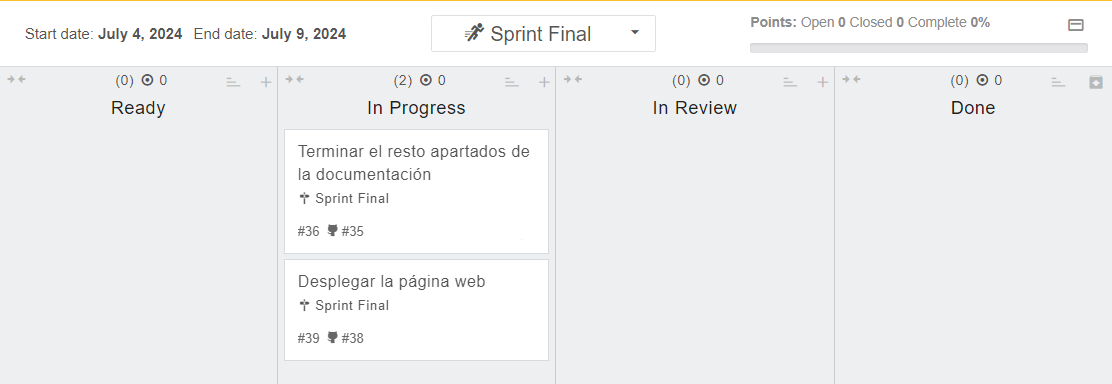 Start date: July 4, 2024 End date: July 9, 2024
Sprint Final
Points: Open 0 Closed 0 Complete 0%
(0) 0
Ready
(2) 0
In Progress
Terminar el resto apartados de
la documentación
Sprint Final
#36 #35
Desplegar la página web
Sprint Final
#39 #38
(0) 0
In Review
(0) 0
Done